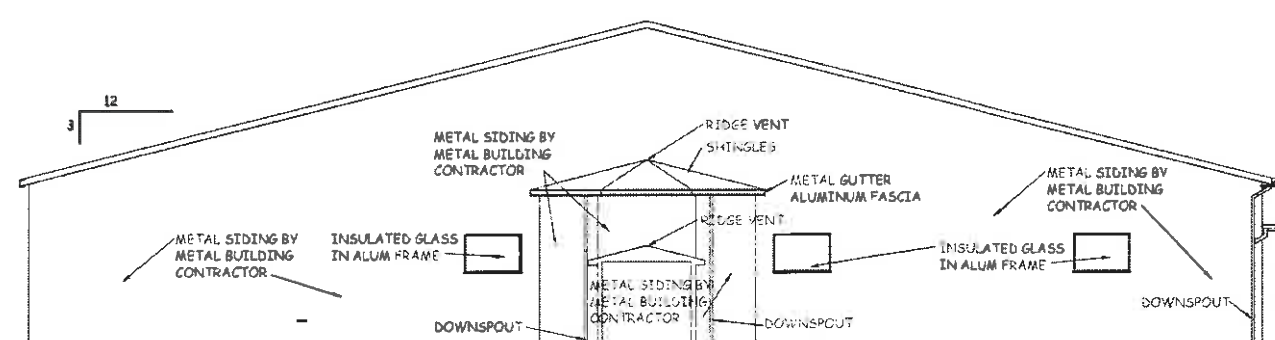 12
3
METAL SIDING BY
METAL BUILDING
CONTRACTOR
RIDGE VENT
SHINGLES
METAL GUTTER
ALUMINUM FASCIA
METAL SIDING BY
METAL BUILDING
CONTRACTOR
METAL SIDING BY
METAL BUILDING
CONTRACTOR
INSULATED GLASS
IN ALUM FRAME
RIDGE VENT
INSULATED GLASS
IN ALUM FRAME
METAL SIDING BY
METAL BUILDING
CONTRACTOR
DOWNSPOUT
DOWNSPOUT
DOWNSPOUT